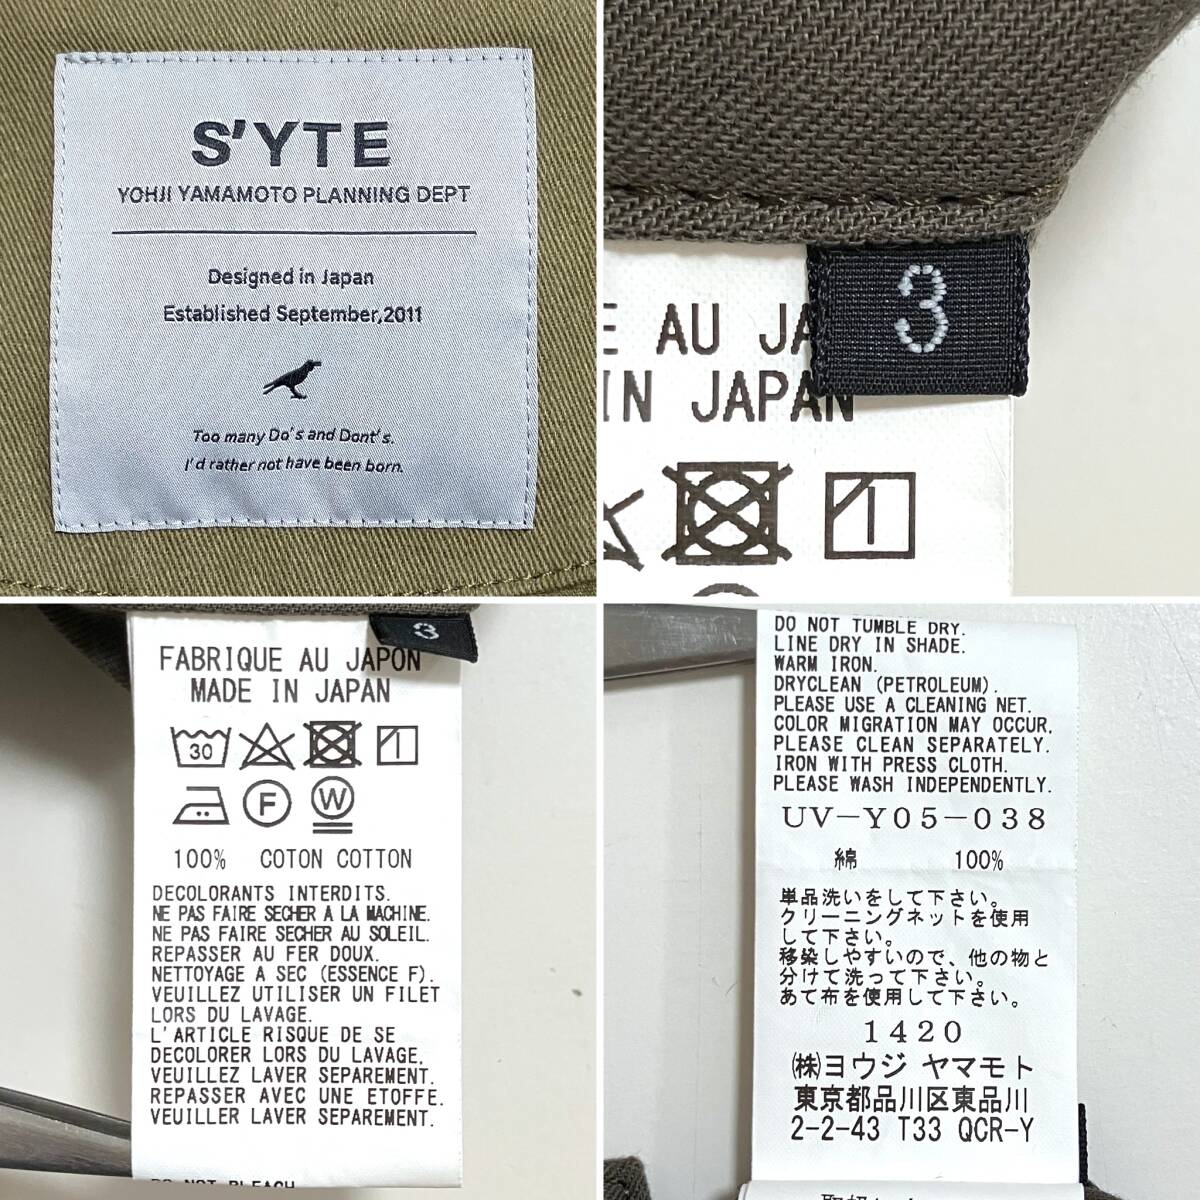 S'YTE
YOHJI YAMAMOTO PLANNING DEPT
Designed in Japan
Established September,2011
Too many Do's and Dont's.
I'd rather not have been born.
3
E AU JA
IN JAPAN
3
FABRIQUE AU JAPON
MADE IN JAPAN
30
F
W
100% COTON COTTON
DECOLORANTS INTERDITS.
NE PAS FAIRE SECHER A LA MACHINE.
NE PAS FAIRE SECHER AU SOLEIL.
REPASSER AU FER DOUX.
NETTOYAGE A SEC (ESSENCE F).
VEUILLEZ UTILISER UN FILET
LORS DU LAVAGE.
L'ARTICLE RISQUE DE SE
DECOLORER LORS DU LAVAGE.
VEUILLEZ LAVER SEPAREMENT.
REPASSER AVEC UNE ETOFFE.
VEUILLER LAVER SEPAREMENT.
DO NOT BLEACH
DO NOT TUMBLE DRY.
LINE DRY IN SHADE.
WARM IRON.
DRYCLEAN (PETROLEUM).
PLEASE USE A CLEANING NET.
COLOR MIGRATION MAY OCCUR.
PLEASE CLEAN SEPARATELY.
IRON WITH PRESS CLOTH.
PLEASE WASH INDEPENDENTLY.
UV-Y05-038
綿 100%
単品洗いをして下さい。
クリーニングネットを使用
して下さい。
移染しやすいので、他の物と
分けて洗って下さい。
あて布を使用して下さい。
1420
㈱ヨウジ ヤマモト
東京都品川区東品川
2-2-43 T33 QCR-Y